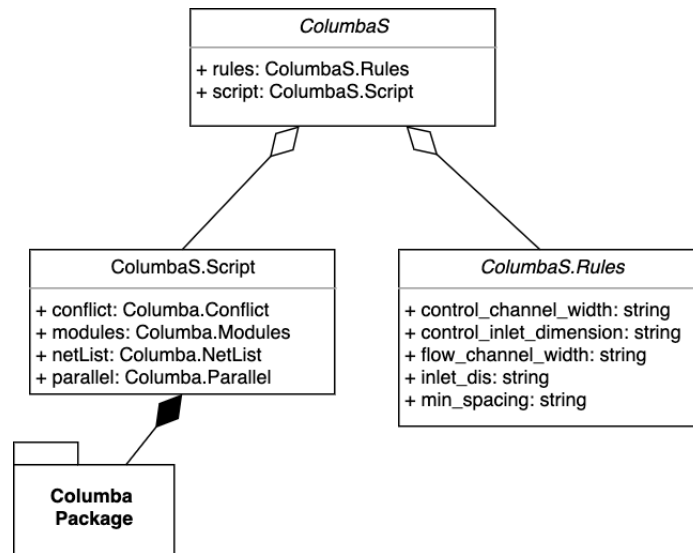 ColumbaS
+ rules: ColumbaS.Rules
+ script: ColumbaS.Script
ColumbaS.Script
+ conflict: Columba.Conflict
+ modules: Columba.Modules
+ netList: Columba.NetList
+ parallel: Columba.Parallel
ColumbaS.Rules
+ control_channel_width: string
+ control_inlet_dimension: string
+ flow_channel_width: string
+ inlet_dis: string
+ min_spacing: string
Columba
Package